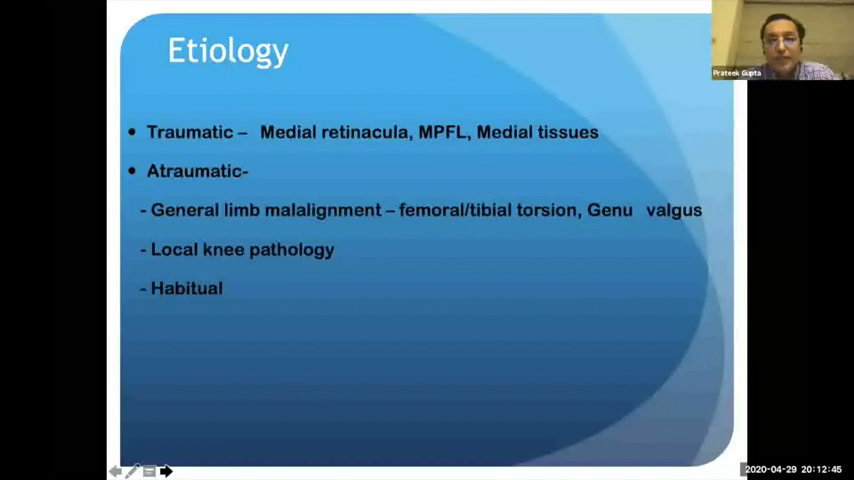 Etiology
Prateek Gupta
• Traumatic – Medial retinacula, MPFL, Medial tissues
• Atraumatic-
- General limb malalignment – femoral/tibial torsion, Genu valgus
- Local knee pathology
- Habitual
2020-04-29 20:12:45